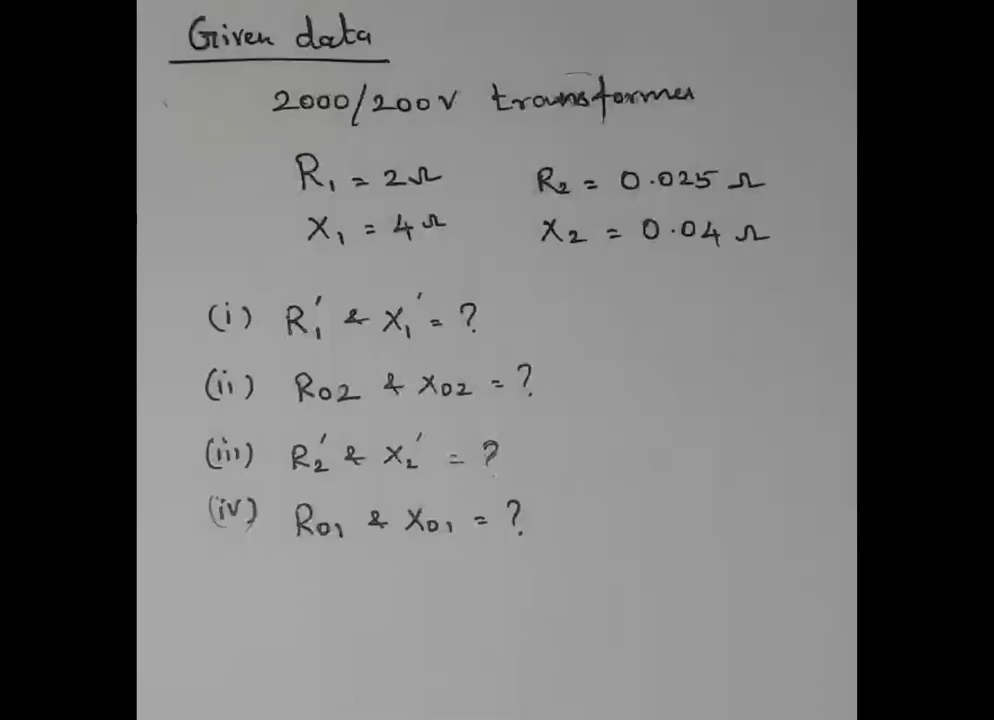 Given data
2000/200V transformer
R₁ = 2Ω R₂ = 0.025 Ω
X₁ = 4Ω X₂ = 0.04 Ω
(i) R₁' & X₁' = ?
(ii) R₀₂ & X₀₂ = ?
(iii) R₂' & X₂' = ?
(iv) R₀₁ & X₀₁ = ?